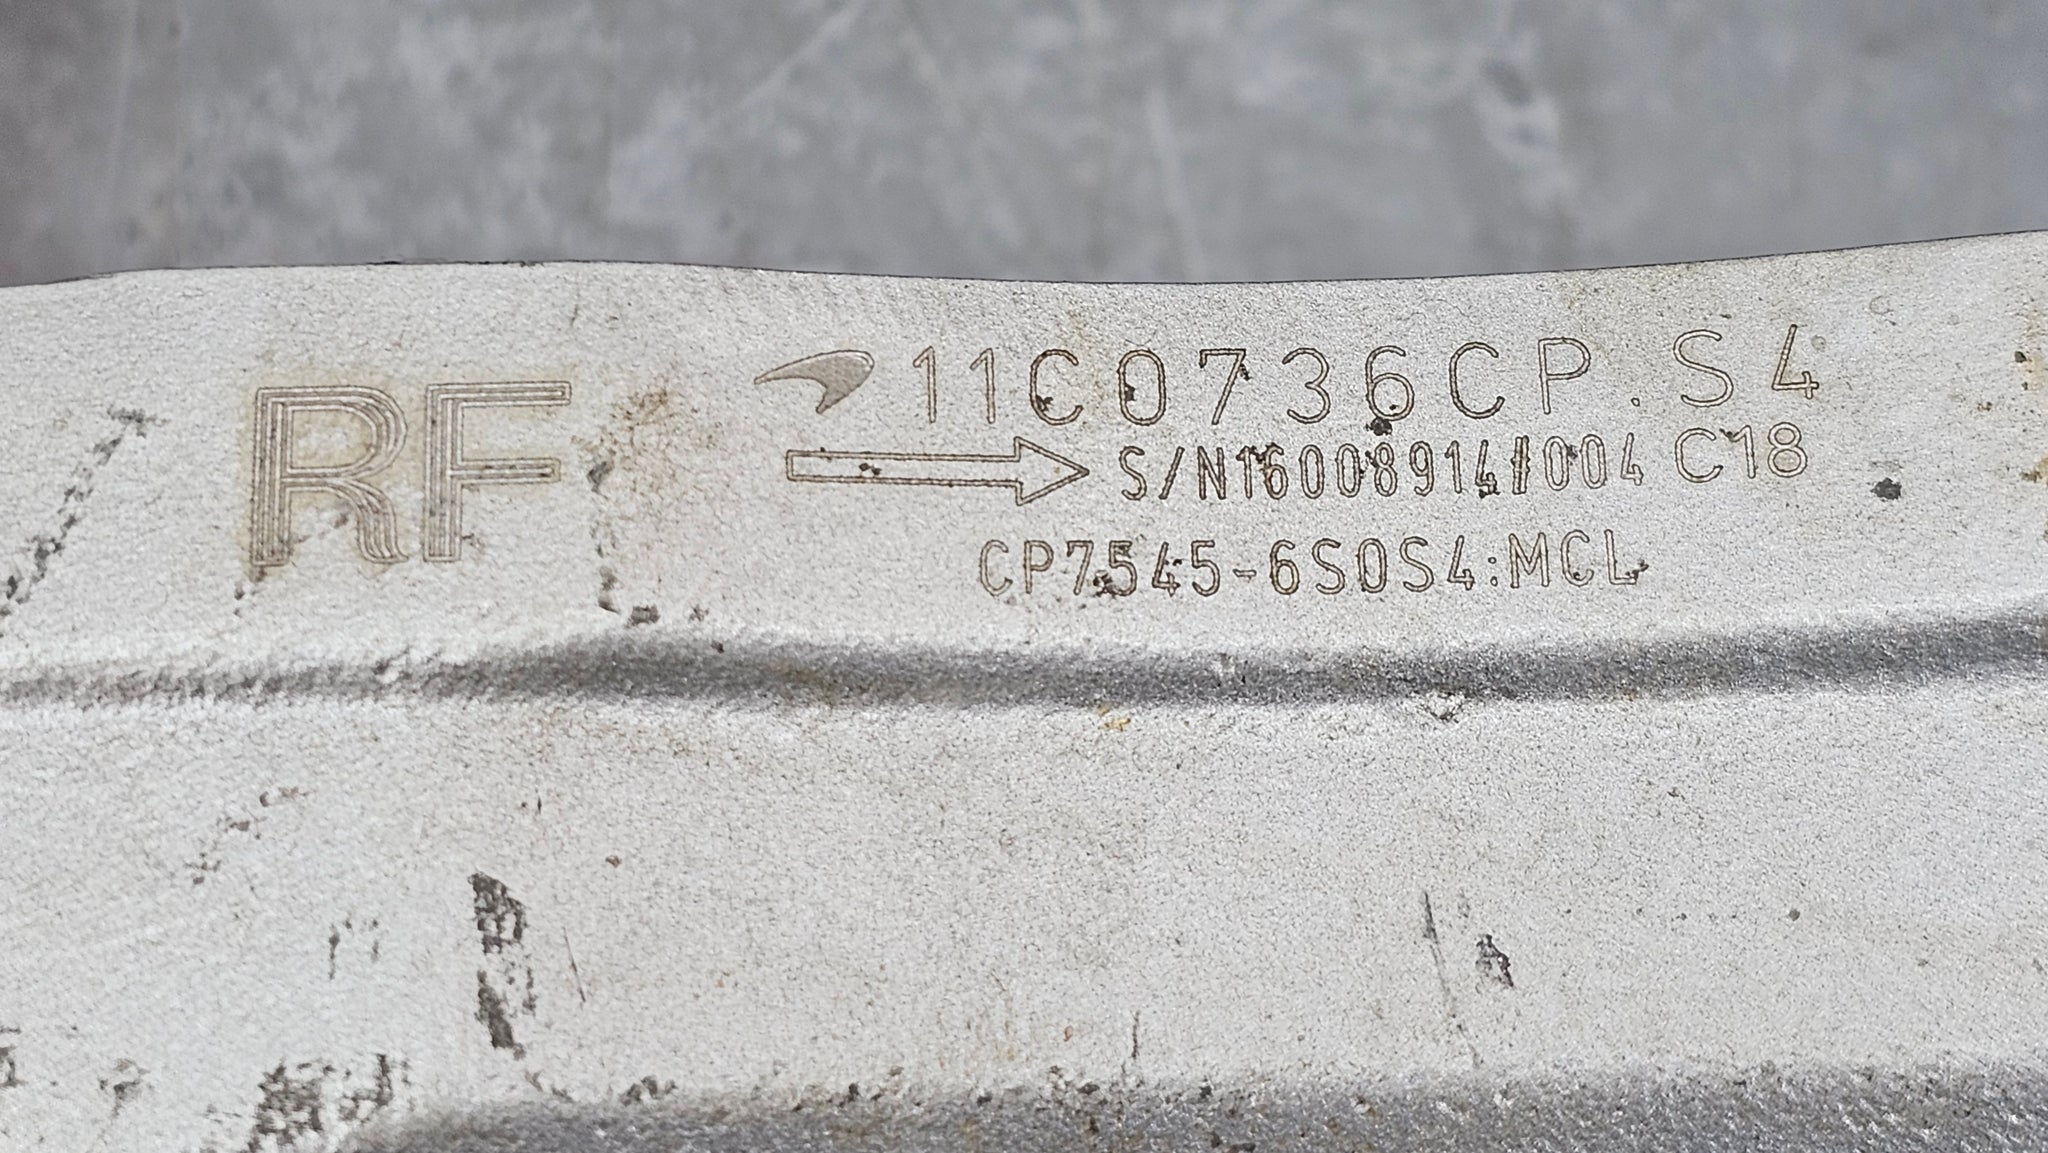 RF
11C0736CP.S4
S/N16008914#004 C18
CP7545-6S0S4:MCL